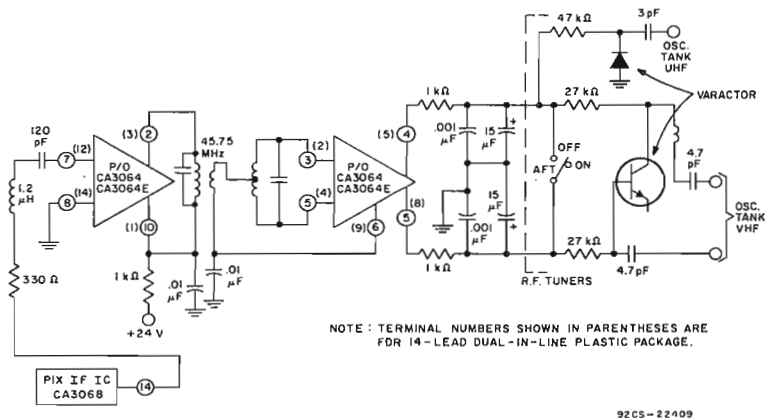 47 kΩ
3 pF
OSC.
TANK
UHF
VARACTOR
1 kΩ
27 kΩ
120
pF
(12)
7
(3)
2
45.75
MHz
(2)
3
(5)
4
.001
μF
15
μF
+
OFF
AFT
ON
4.7
pF
P/O
CA3064
CA3064E
P/O
CA3064
CA3064E
1.2
μH
(14)
8
(4)
5
(8)
5
(9)
6
.001
μF
15
μF
+
OSC.
TANK
VHF
(1)
10
1 kΩ
27 kΩ
4.7 pF
330 Ω
1 kΩ
.01
μF
.01
μF
R.F. TUNERS
+24 V
NOTE : TERMINAL NUMBERS SHOWN IN PARENTHESES ARE
FOR 14-LEAD DUAL-IN-LINE PLASTIC PACKAGE.
PIX IF IC
CA3068
14
92CS-22409